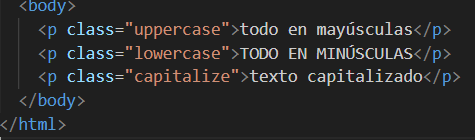 <body>
<p class="uppercase">todo en mayúsculas</p>
<p class="lowercase">TODO EN MINÚSCULAS</p>
<p class="capitalize">texto capitalizado</p>
</body>
</html>